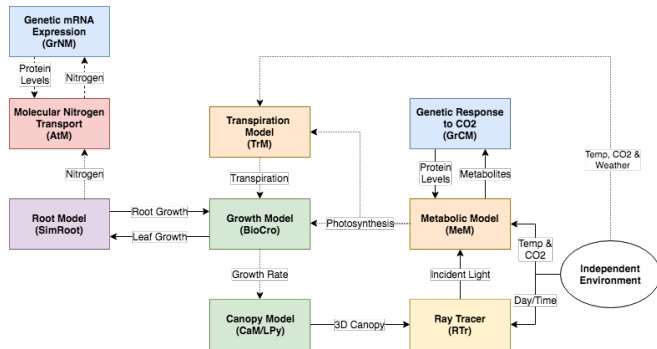 Genetic mRNA
Expression
(GrNM)
Protein
Levels
Nitrogen
Molecular Nitrogen
Transport
(AtM)
Transpiration
Model
(TrM)
Genetic Response
to CO2
(GrCM)
Temp, CO2 &
Weather
Nitrogen
Transpiration
Protein
Levels
Metabolites
Root Model
(SimRoot)
Root Growth
Leaf Growth
Growth Model
(BioCro)
Photosynthesis
Metabolic Model
(MeM)
Temp
& CO2
Independent
Environment
Growth Rate
Incident Light
Day/Time
Canopy Model
(CaM/LPy)
3D Canopy
Ray Tracer
(RTr)